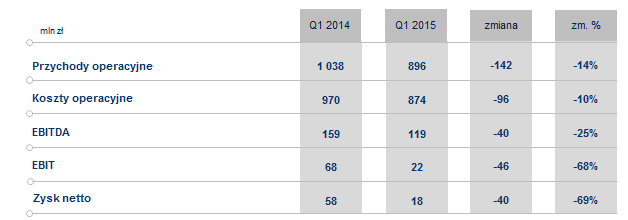 mln zł Q1 2014 Q1 2015 zmiana zm. %
Przychody operacyjne 1 038 896 -142 -14%
Koszty operacyjne 970 874 -96 -10%
EBITDA 159 119 -40 -25%
EBIT 68 22 -46 -68%
Zysk netto 58 18 -40 -69%